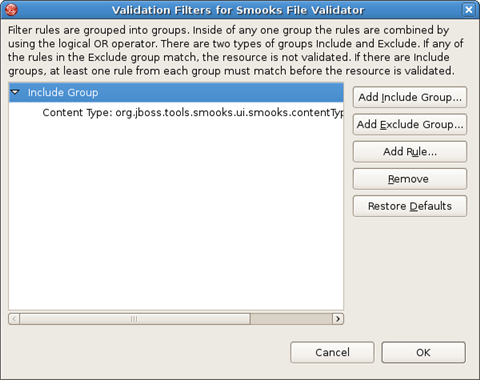 Validation Filters for Smooks File Validator
Filter rules are grouped into groups. Inside of any one group the rules are combined by
using the logical OR operator. There are two types of groups Include and Exclude. If any of
the rules in the Exclude group match, the resource is not validated. If there are Include
groups, at least one rule from each group must match before the resource is validated.
Include Group
Content Type: org.jboss.tools.smooks.ui.smooks.contentTyp
Add Include Group...
Add Exclude Group...
Add Rule...
Remove
Restore Defaults
Cancel
OK